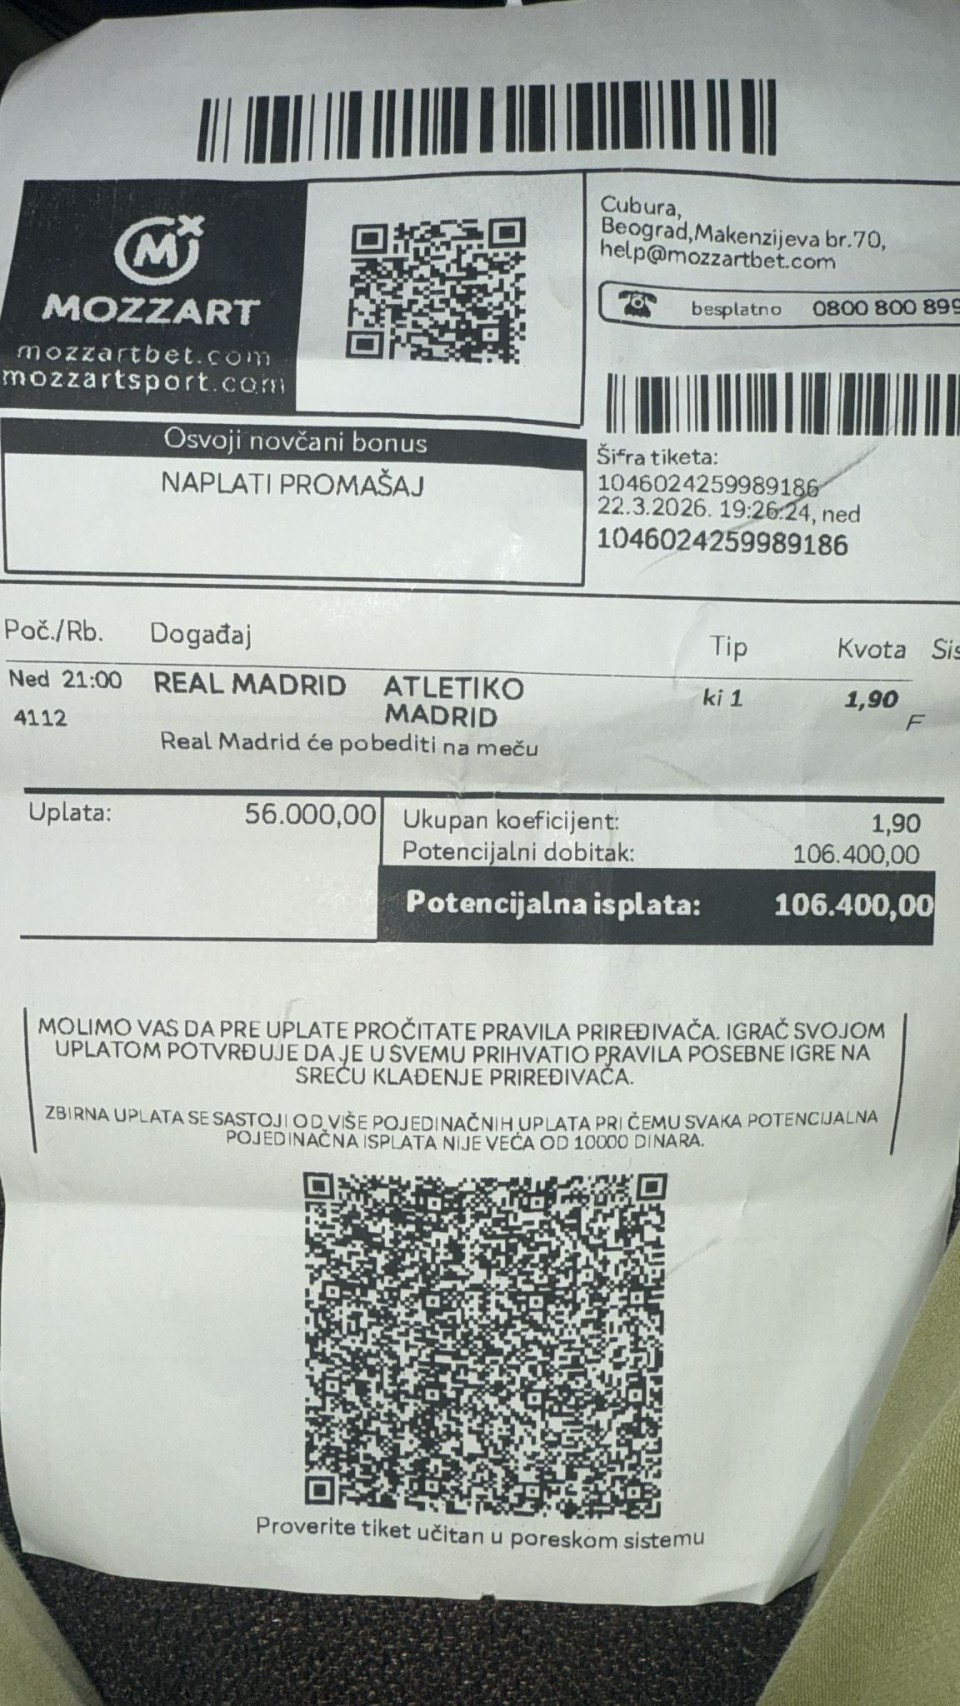 MOZZART
mozzartbet.com
mozzartsport.com
Cubura,
Beograd,Makenzijeva br.70,
help@mozzartbet.com
besplatno 0800 800 899
Osvoji novčani bonus
NAPLATI PROMAŠAJ
Šifra tiketa:
1046024259989186
22.3.2026. 19:26:24, ned
1046024259989186
Poč./Rb. Događaj Tip Kvota Sis
Ned 21:00 REAL MADRID ATLETIKO ki 1 1,90
4112 MADRID F
Real Madrid će pobediti na meču
Uplata: 56.000,00 Ukupan koeficijent: 1,90
Potencijalni dobitak: 106.400,00
Potencijalna isplata: 106.400,00
MOLIMO VAS DA PRE UPLATE PROČITATE PRAVILA PRIREĐIVAČA. IGRAČ SVOJOM
UPLATOM POTVRĐUJE DA JE U SVEMU PRIHVATIO PRAVILA POSEBNE IGRE NA
SREĆU KLAĐENJE PRIREĐIVAČA.
ZBIRNA UPLATA SE SASTOJI OD VIŠE POJEDINAČNIH UPLATA PRI ČEMU SVAKA POTENCIJALNA
POJEDINAČNA ISPLATA NIJE VEĆA OD 10000 DINARA.
Proverite tiket učitan u poreskom sistemu